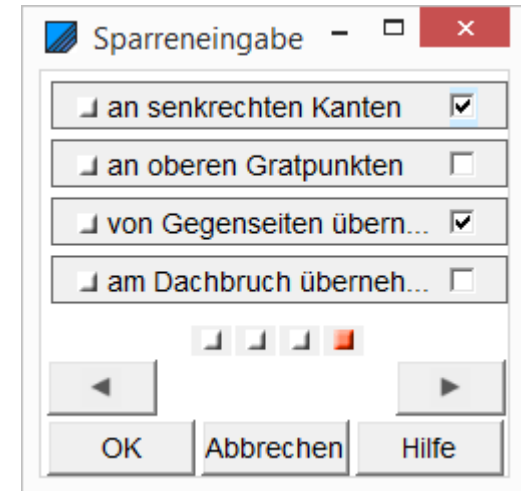 Sparreneingabe
an senkrechten Kanten
an oberen Gratpunkten
von Gegenseiten übern...
am Dachbruch überneh...
OK Abbrechen Hilfe